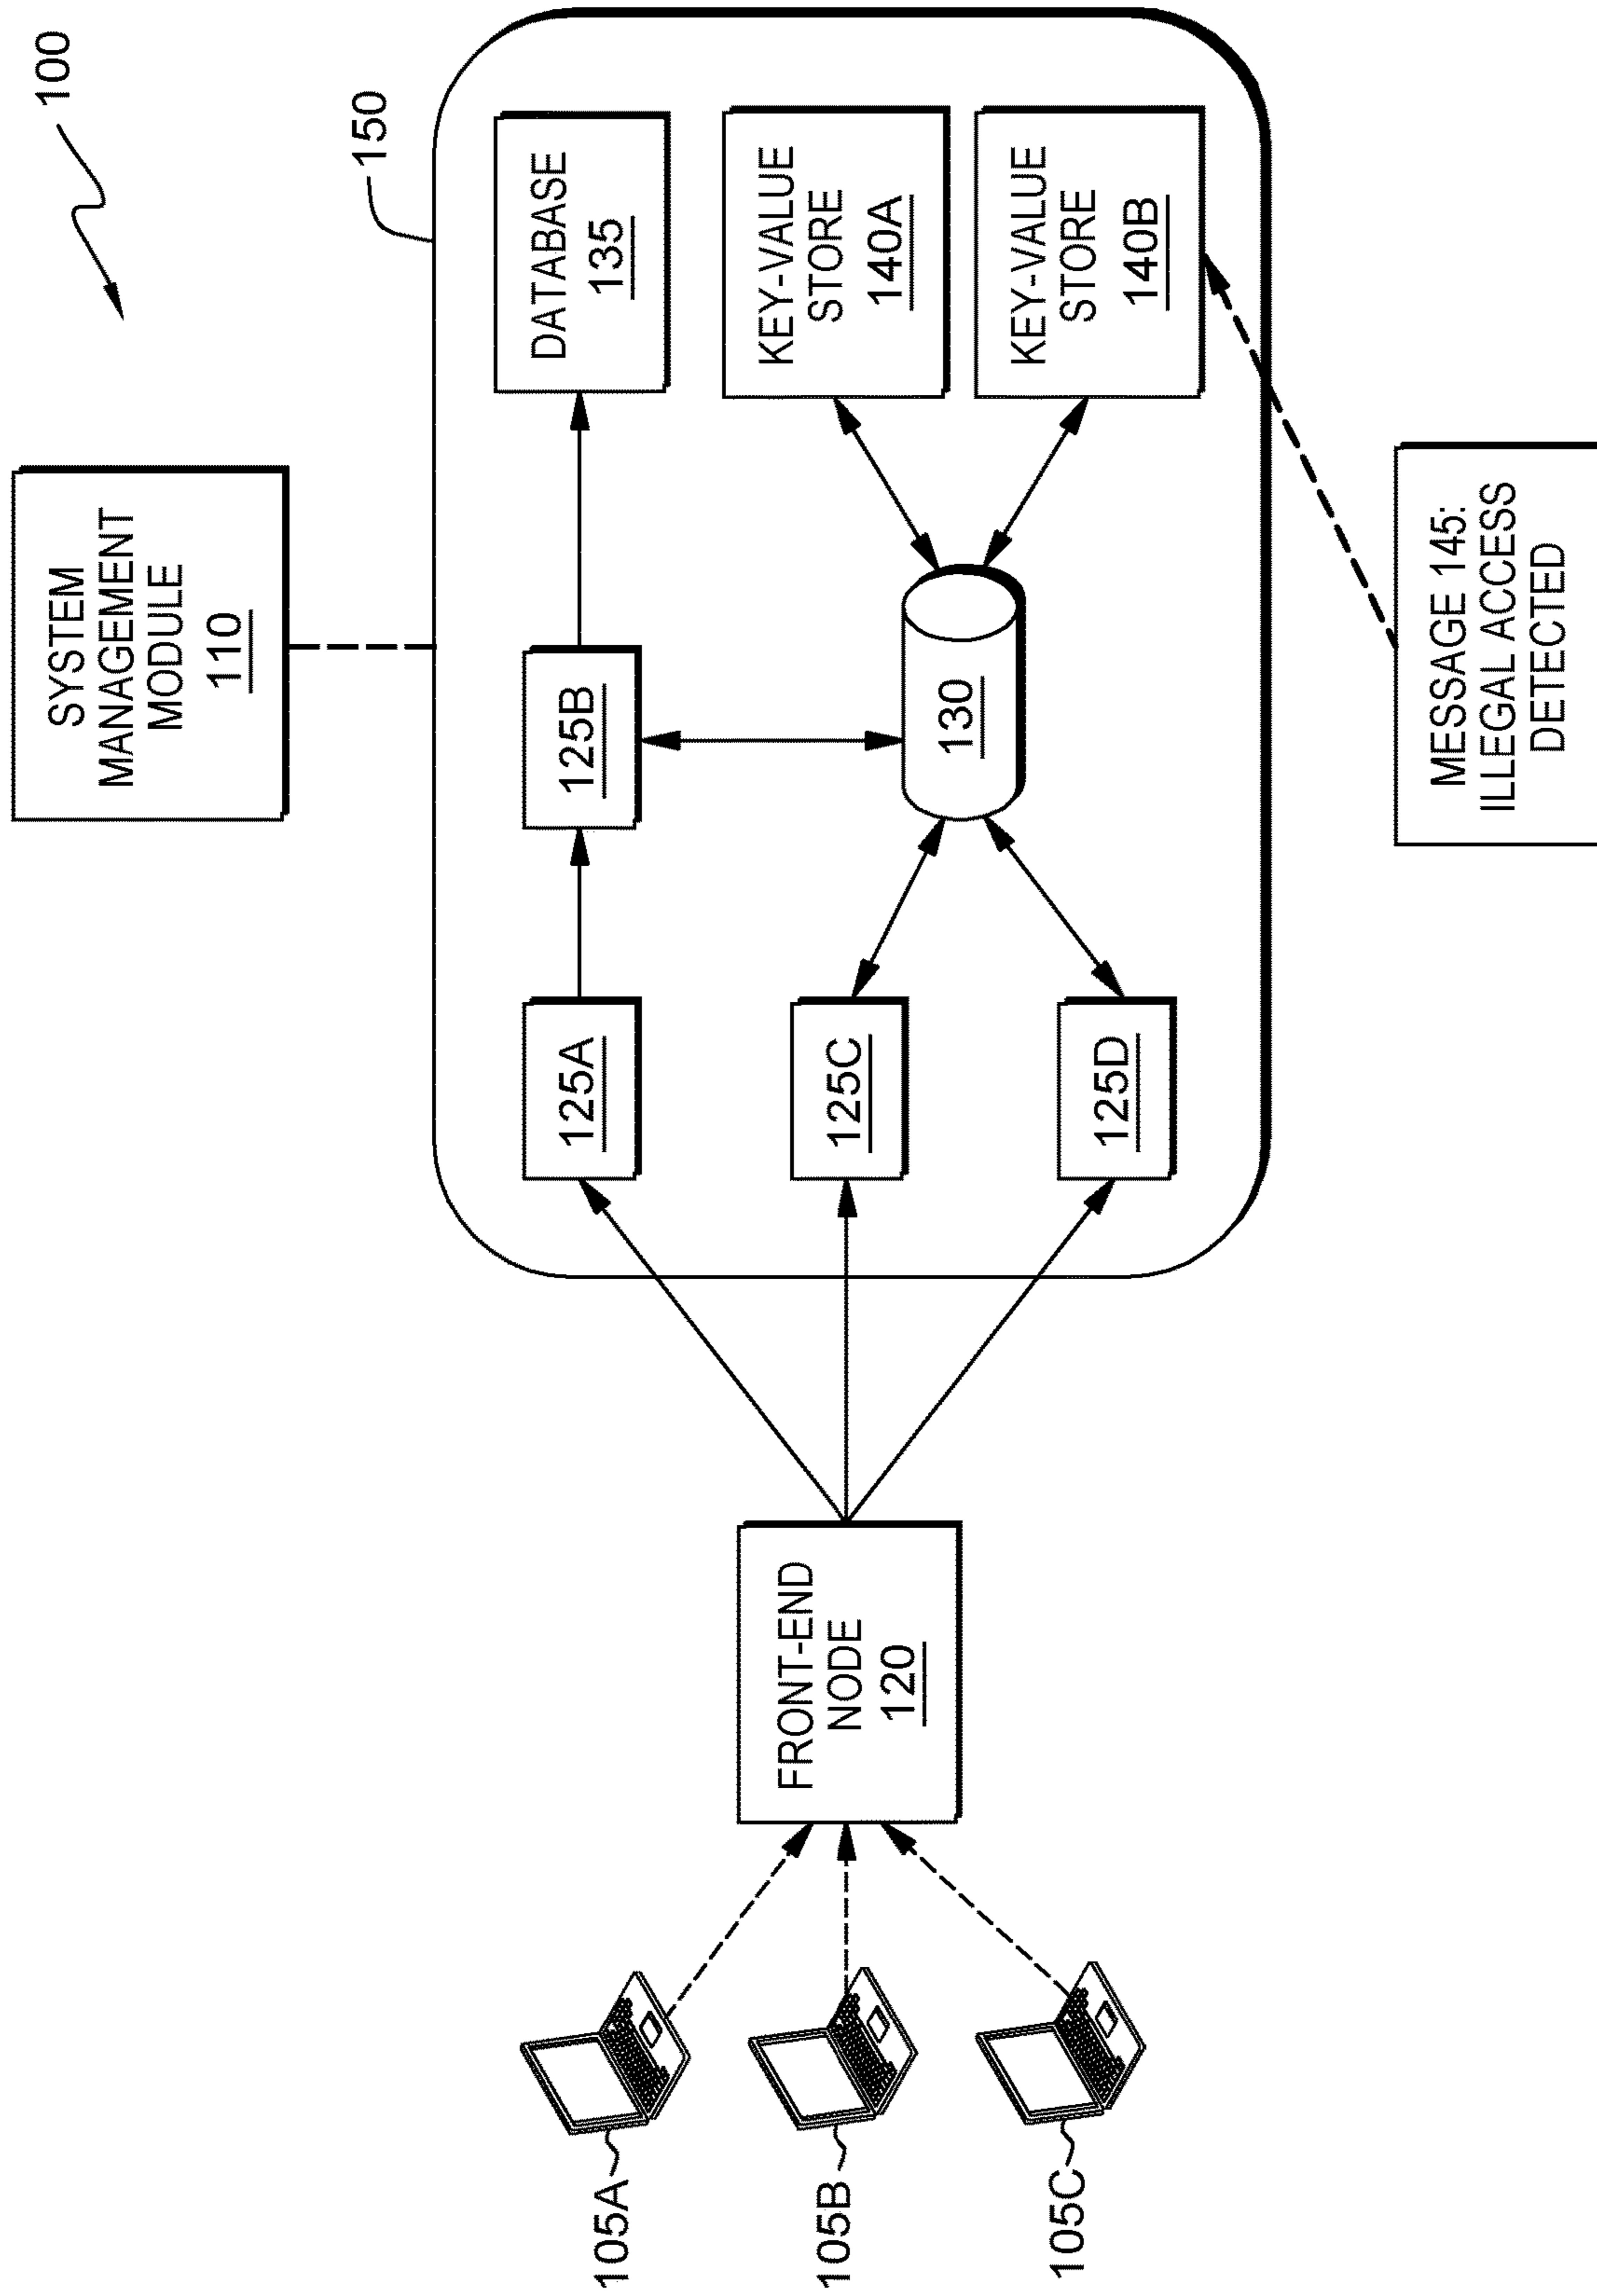 100
SYSTEM
MANAGEMENT
MODULE
110
150
105A
105B
105C
FRONT-END
NODE
120
125A
125B
125C
125D
130
DATABASE
135
KEY-VALUE
STORE
140A
KEY-VALUE
STORE
140B
MESSAGE 145:
ILLEGAL ACCESS
DETECTED